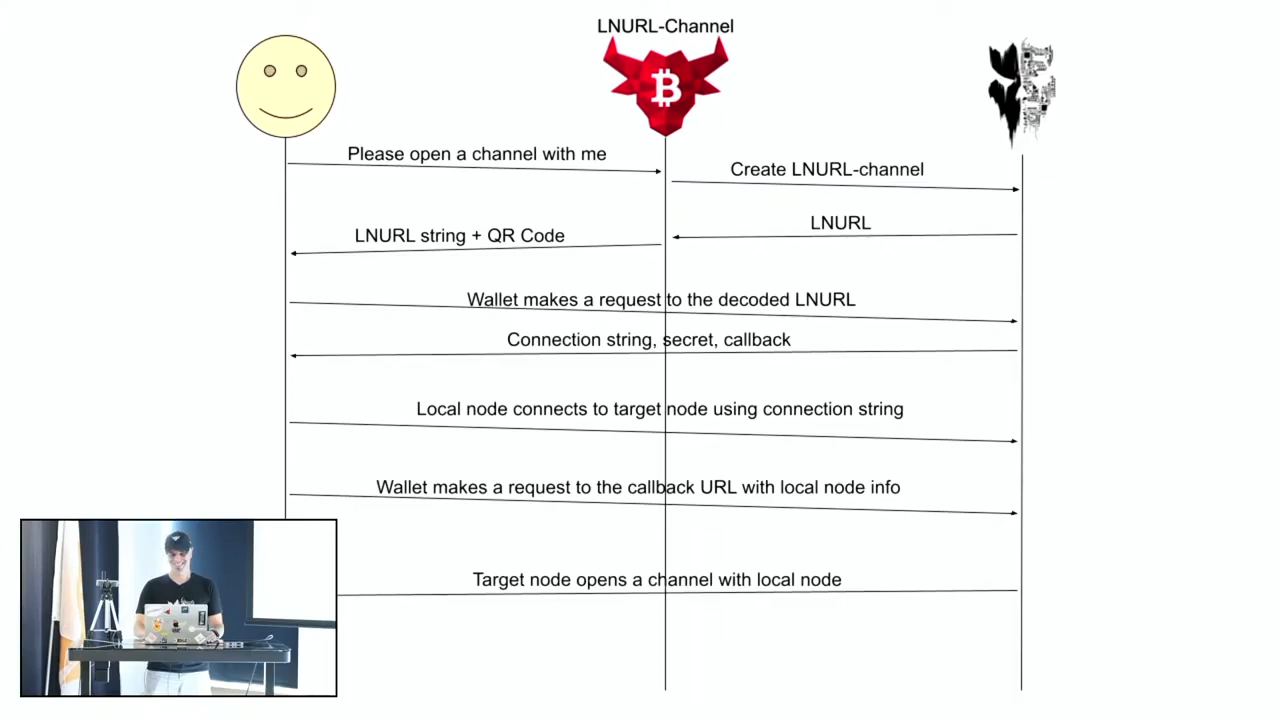 LNURL-Channel
Please open a channel with me
Create LNURL-channel
LNURL
LNURL string + QR Code
Wallet makes a request to the decoded LNURL
Connection string, secret, callback
Local node connects to target node using connection string
Wallet makes a request to the callback URL with local node info
Target node opens a channel with local node